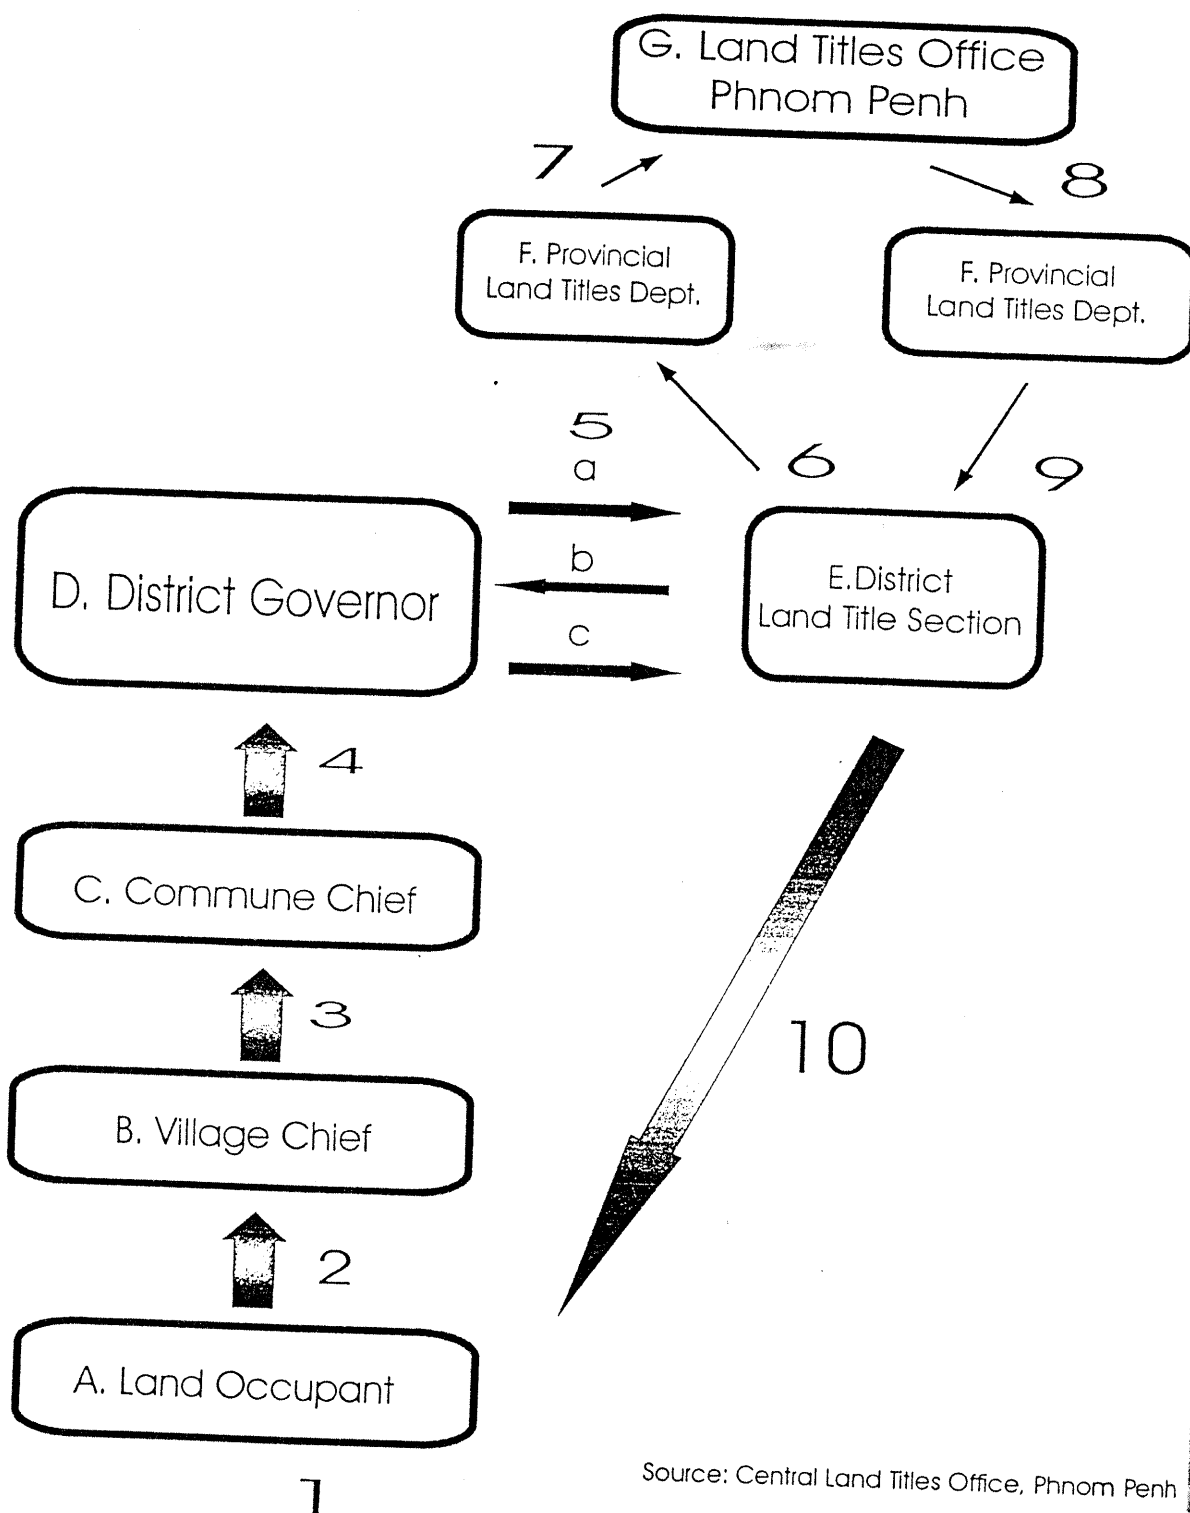 G. Land Titles Office
Phnom Penh
7
8
F. Provincial
Land Titles Dept.
F. Provincial
Land Titles Dept.
5
a
6
9
b
c
D. District Governor
E.District
Land Title Section
4
C. Commune Chief
3
10
B. Village Chief
2
A. Land Occupant
1
Source: Central Land Titles Office, Phnom Penh